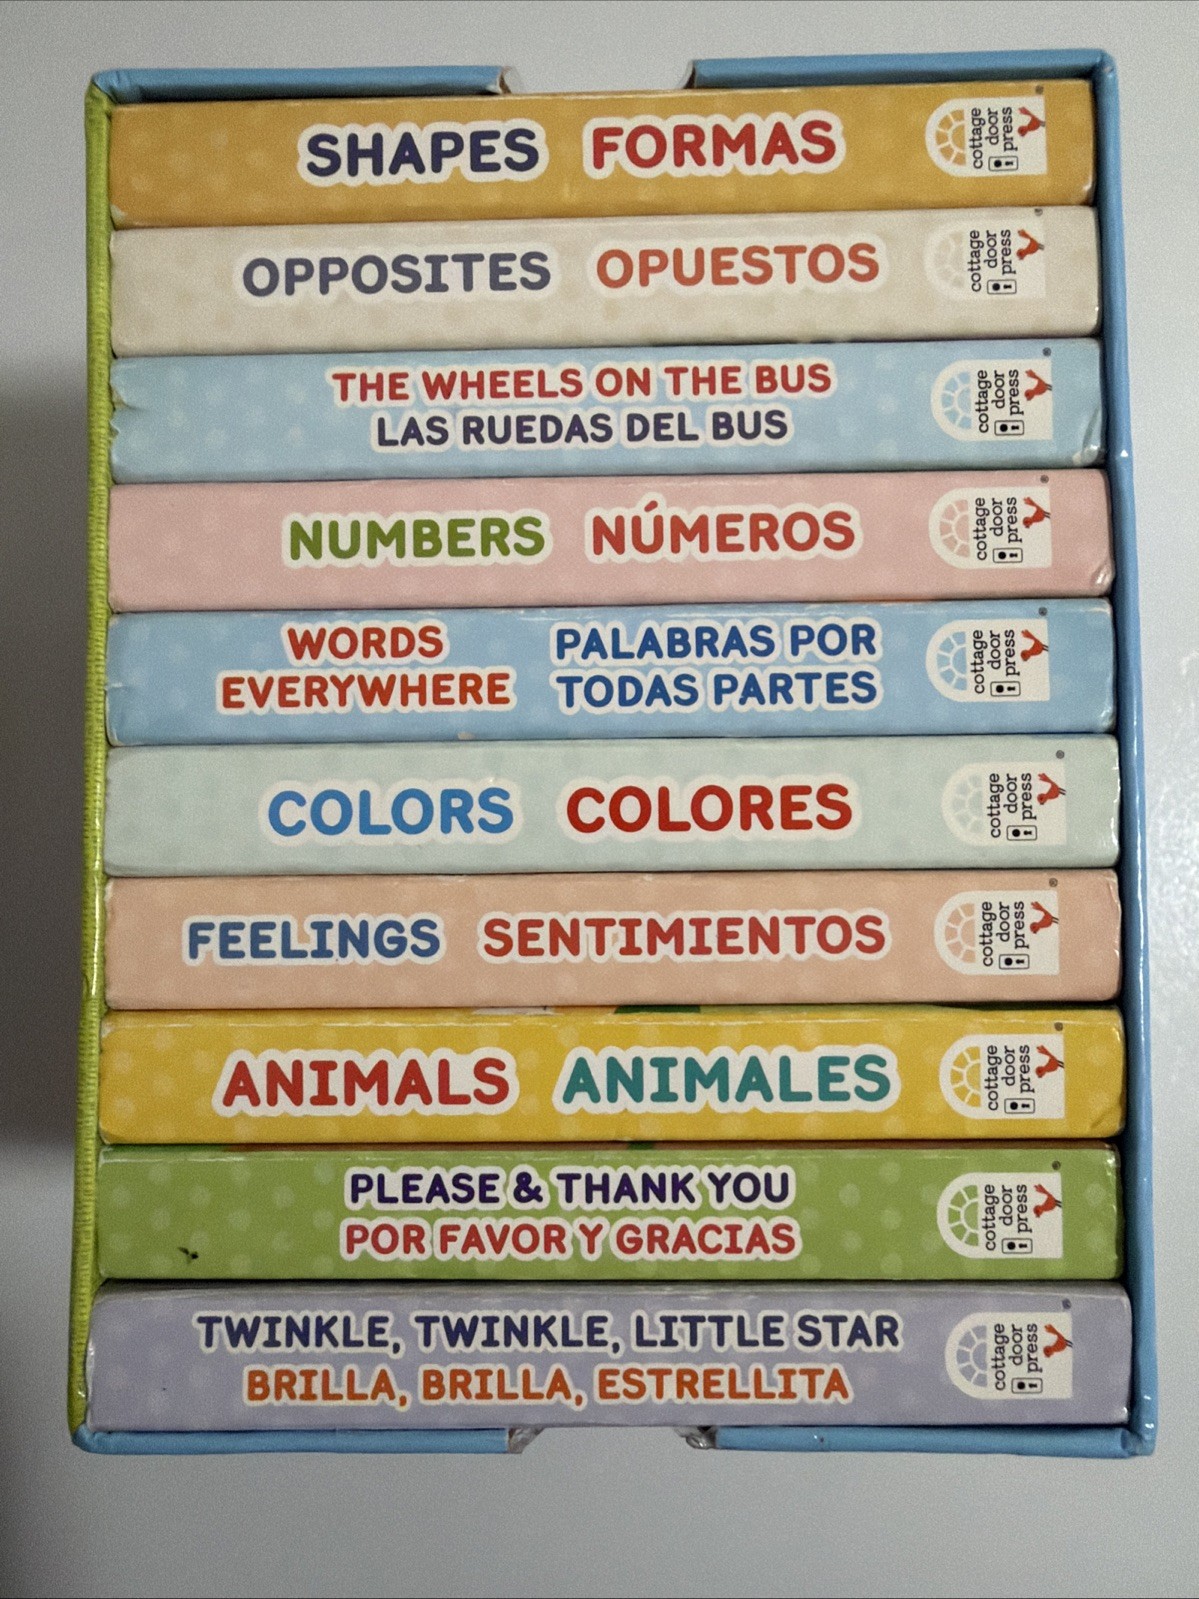 SHAPES FORMAS
cottage
door
press
OPPOSITES OPUESTOS
cottage
door
press
THE WHEELS ON THE BUS
LAS RUEDAS DEL BUS
cottage
door
press
NUMBERS NÚMEROS
cottage
door
press
WORDS
EVERYWHERE
PALABRAS POR
TODAS PARTES
cottage
door
press
COLORS COLORES
cottage
door
press
FEELINGS SENTIMIENTOS
cottage
door
press
ANIMALS ANIMALES
cottage
door
press
PLEASE & THANK YOU
POR FAVOR Y GRACIAS
cottage
door
press
TWINKLE, TWINKLE, LITTLE STAR
BRILLA, BRILLA, ESTRELLITA
cottage
door
press